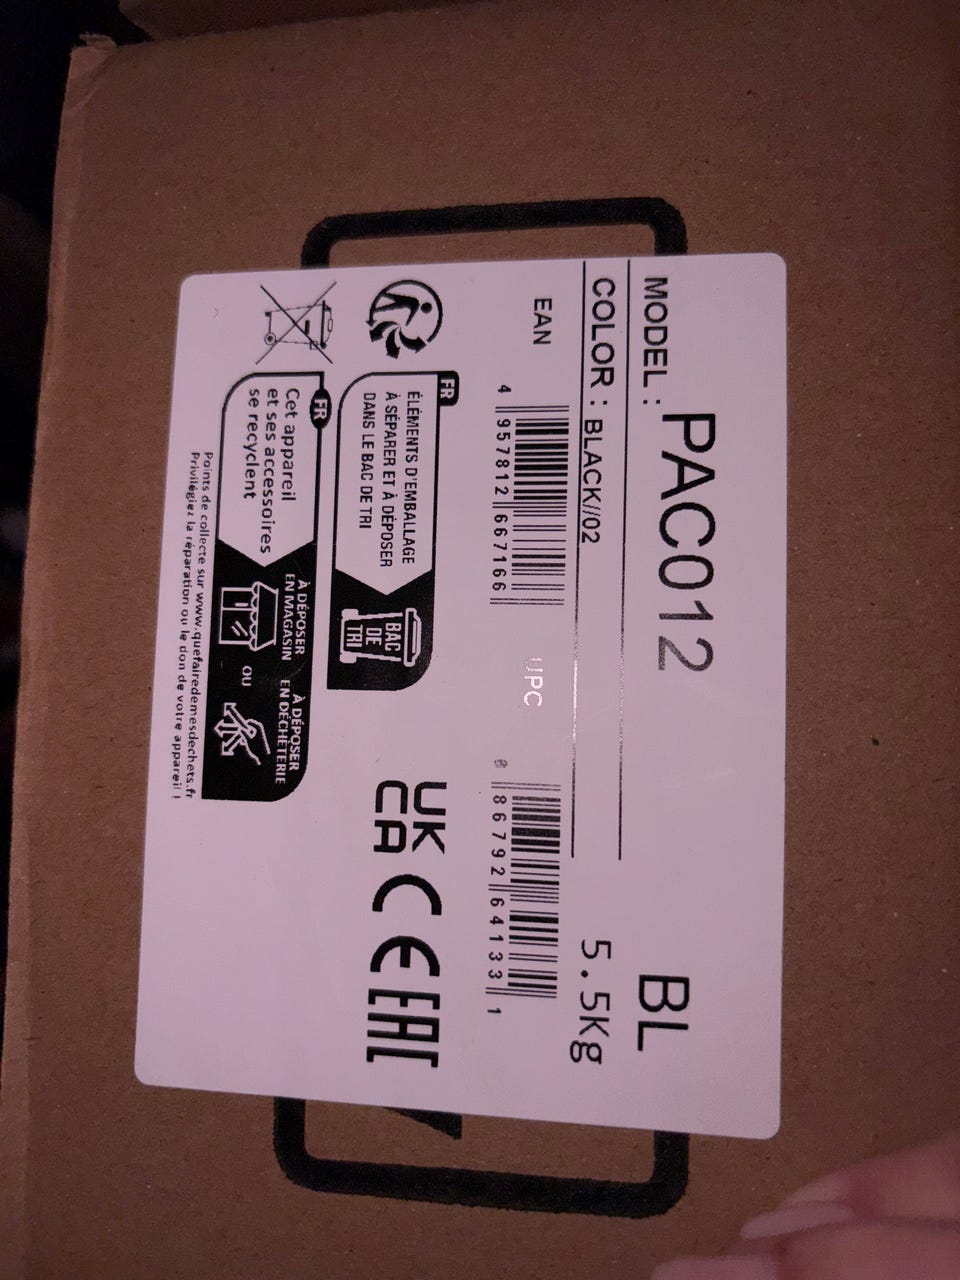 MODEL : PAC012 BL
COLOR : BLACK//02 5.5Kg
EAN
4 957812 667166
UPC
8 86792 64133 1
FR
ÉLÉMENTS D'EMBALLAGE
À SÉPARER ET À DÉPOSER
DANS LE BAC DE TRI
BAC
DE
TRI
FR
Cet appareil
et ses accessoires
se recyclent
À DÉPOSER
EN MAGASIN
OU
À DÉPOSER
EN DÉCHÈTERIE
Points de collecte sur www.quefairedemesdechets.fr
Privilégiez la réparation ou le don de votre appareil !
UK
CA
CE
EAC